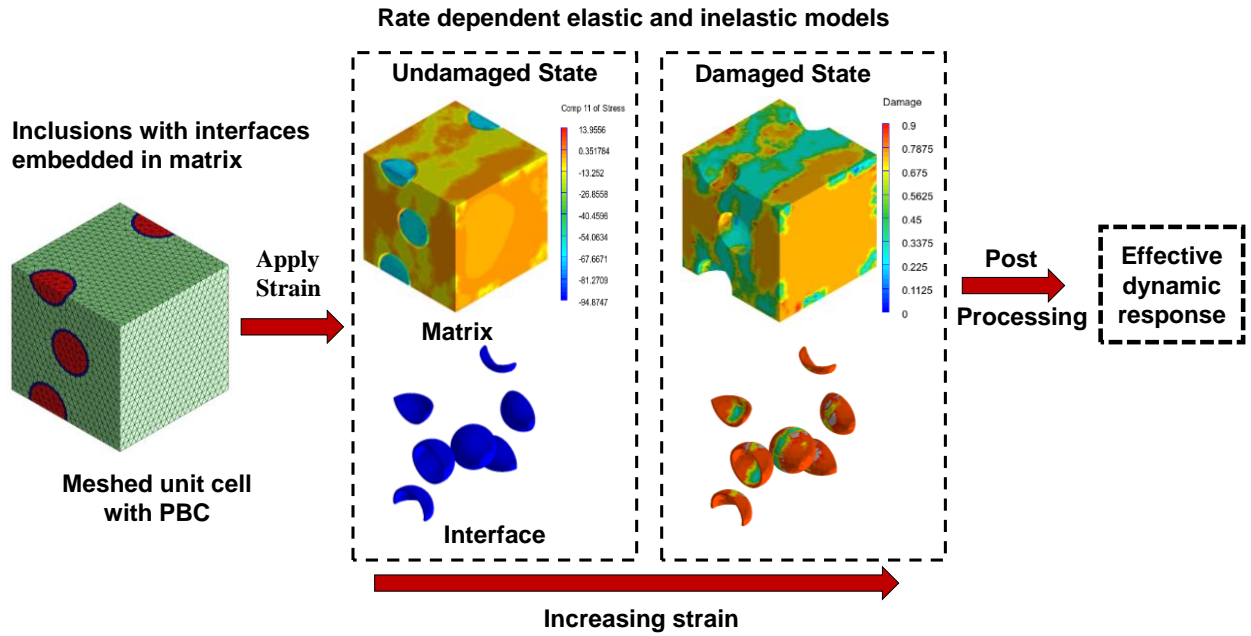 Rate dependent elastic and inelastic models
Inclusions with interfaces
embedded in matrix
Meshed unit cell
with PBC
Apply
Strain
Undamaged State
Comp 11 of Stress
13.9556
0.351784
-13.252
-26.8558
-40.4596
-54.0634
-67.6671
-81.2709
-94.8747
Matrix
Interface
Damaged State
Damage
0.9
0.7875
0.675
0.5625
0.45
0.3375
0.225
0.1125
0
Increasing strain
Post
Processing
Effective
dynamic
response